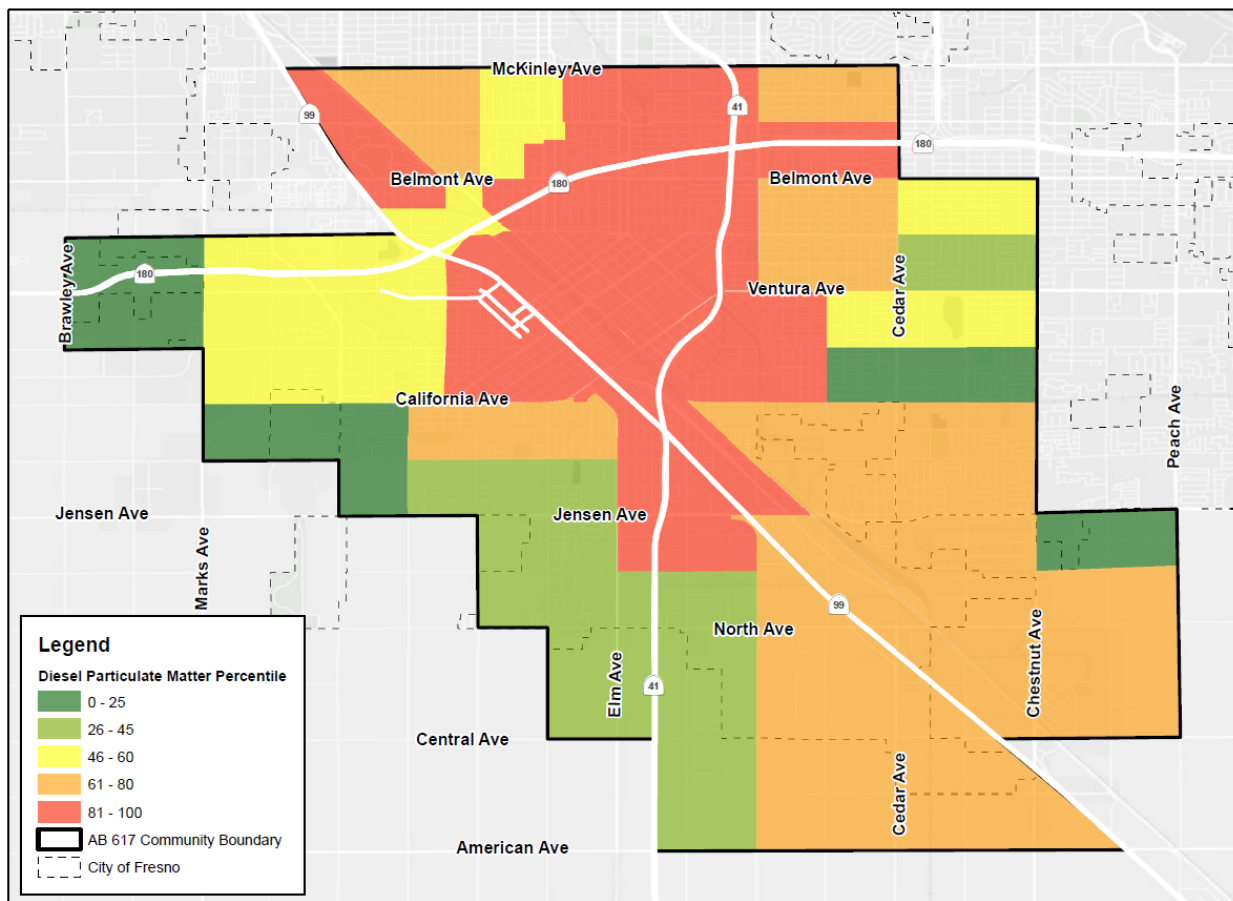 McKinley Ave
99
41
180
Belmont Ave
180
Belmont Ave
Brawley Ave
180
Ventura Ave
Cedar Ave
California Ave
Peach Ave
Jensen Ave
Jensen Ave
Marks Ave
99
North Ave
Chestnut Ave
Elm Ave
41
Central Ave
Cedar Ave
American Ave
Legend
Diesel Particulate Matter Percentile
0 - 25
26 - 45
46 - 60
61 - 80
81 - 100
AB 617 Community Boundary
City of Fresno